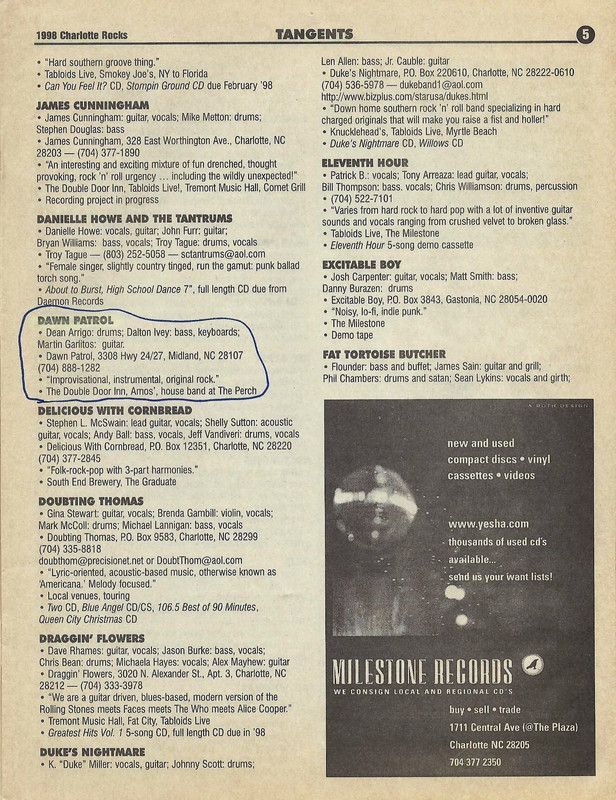 1998 Charlotte Rocks
TANGENTS
5
• "Hard southern groove thing."
• Tabloids Live, Smokey Joe's, NY to Florida
• Can You Feel It? CD, Stompin Ground CD due February '98
JAMES CUNNINGHAM
• James Cunningham: guitar, vocals; Mike Metton: drums;
Stephen Douglas: bass
• James Cunningham, 328 East Worthington Ave., Charlotte, NC
28203 — (704) 377-1890
• "An interesting and exciting mixture of fun drenched, thought
provoking, rock 'n' roll urgency ... including the wildly unexpected!"
• The Double Door Inn, Tabloids Live!, Tremont Music Hall, Comet Grill
• Recording project in progress
DANIELLE HOWE AND THE TANTRUMS
• Danielle Howe: vocals, guitar; John Furr: guitar;
Bryan Williams: bass, vocals; Troy Tague: drums, vocals
• Troy Tague — (803) 252-5058 — sctantrums@aol.com
• "Female singer, slightly country tinged, run the gamut: punk ballad
torch song."
• About to Burst, High School Dance 7", full length CD due from
Daemon Records
DAWN PATROL
• Dean Arrigo: drums; Dalton Ivey: bass, keyboards;
Martin Garlitos: guitar.
• Dawn Patrol, 3308 Hwy 24/27, Midland, NC 28107
(704) 888-1282
• "Improvisational, instrumental, original rock."
• The Double Door Inn, Amos', house band at The Perch
DELICIOUS WITH CORNBREAD
• Stephen L. McSwain: lead guitar, vocals; Shelly Sutton: acoustic
guitar, vocals; Andy Ball: bass, vocals, Jeff Vandiveri: drums, vocals
• Delicious With Cornbread, P.O. Box 12351, Charlotte, NC 28220
(704) 377-2845
• "Folk-rock-pop with 3-part harmonies."
• South End Brewery, The Graduate
DOUBTING THOMAS
• Gina Stewart: guitar, vocals; Brenda Gambill: violin, vocals;
Mark McColl: drums; Michael Lannigan: bass, vocals
• Doubting Thomas, P.O. Box 9583, Charlotte, NC 28299
(704) 335-8818
doubthom@precisionet.net or DoubtThom@aol.com
• "Lyric-oriented, acoustic-based music, otherwise known as
'Americana.' Melody focused."
• Local venues, touring
• Two CD, Blue Angel CD/CS, 106.5 Best of 90 Minutes,
Queen City Christmas CD
DRAGGIN' FLOWERS
• Dave Rhames: guitar, vocals; Jason Burke: bass, vocals;
Chris Bean: drums; Michaela Hayes: vocals; Alex Mayhew: guitar
• Draggin' Flowers, 3020 N. Alexander St., Apt. 3, Charlotte, NC
28212 — (704) 333-3978
• "We are a guitar driven, blues-based, modern version of the
Rolling Stones meets Faces meets The Who meets Alice Cooper."
• Tremont Music Hall, Fat City, Tabloids Live
• Greatest Hits Vol. 1 5-song CD, full length CD due in '98
DUKE'S NIGHTMARE
• K. "Duke" Miller: vocals, guitar; Johnny Scott: drums;
Len Allen: bass; Jr. Cauble: guitar
• Duke's Nightmare, P.O. Box 220610, Charlotte, NC 28222-0610
(704) 536-5978 — dukeband1@aol.com
http://www.bizplus.com/starusa/dukes.html
• "Down home southern rock 'n' roll band specializing in hard
charged originals that will make you raise a fist and holler!"
• Knucklehead's, Tabloids Live, Myrtle Beach
• Duke's Nightmare CD, Willows CD
ELEVENTH HOUR
• Patrick B.: vocals; Tony Arreaza: lead guitar, vocals;
Bill Thompson: bass. vocals; Chris Williamson: drums, percussion
• (704) 522-7101
• "Varies from hard rock to hard pop with a lot of inventive guitar
sounds and vocals ranging from crushed velvet to broken glass."
• Tabloids Live, The Milestone
• Eleventh Hour 5-song demo cassette
EXCITABLE BOY
• Josh Carpenter: guitar, vocals; Matt Smith: bass;
Danny Burazen: drums
• Excitable Boy, P.O. Box 3843, Gastonia, NC 28054-0020
• "Noisy, lo-fi, indie punk."
• The Milestone
• Demo tape
FAT TORTOISE BUTCHER
• Flounder: bass and buffet; James Sain: guitar and grill;
Phil Chambers: drums and satan; Sean Lykins: vocals and girth;
new and used
compact discs • vinyl
cassettes • videos
www.yesha.com
thousands of used cd's
available...
send us your want lists!
MILESTONE RECORDS
WE CONSIGN LOCAL AND REGIONAL CD'S
buy • sell • trade
1711 Central Ave (@The Plaza)
Charlotte NC 28205
704 377 2350